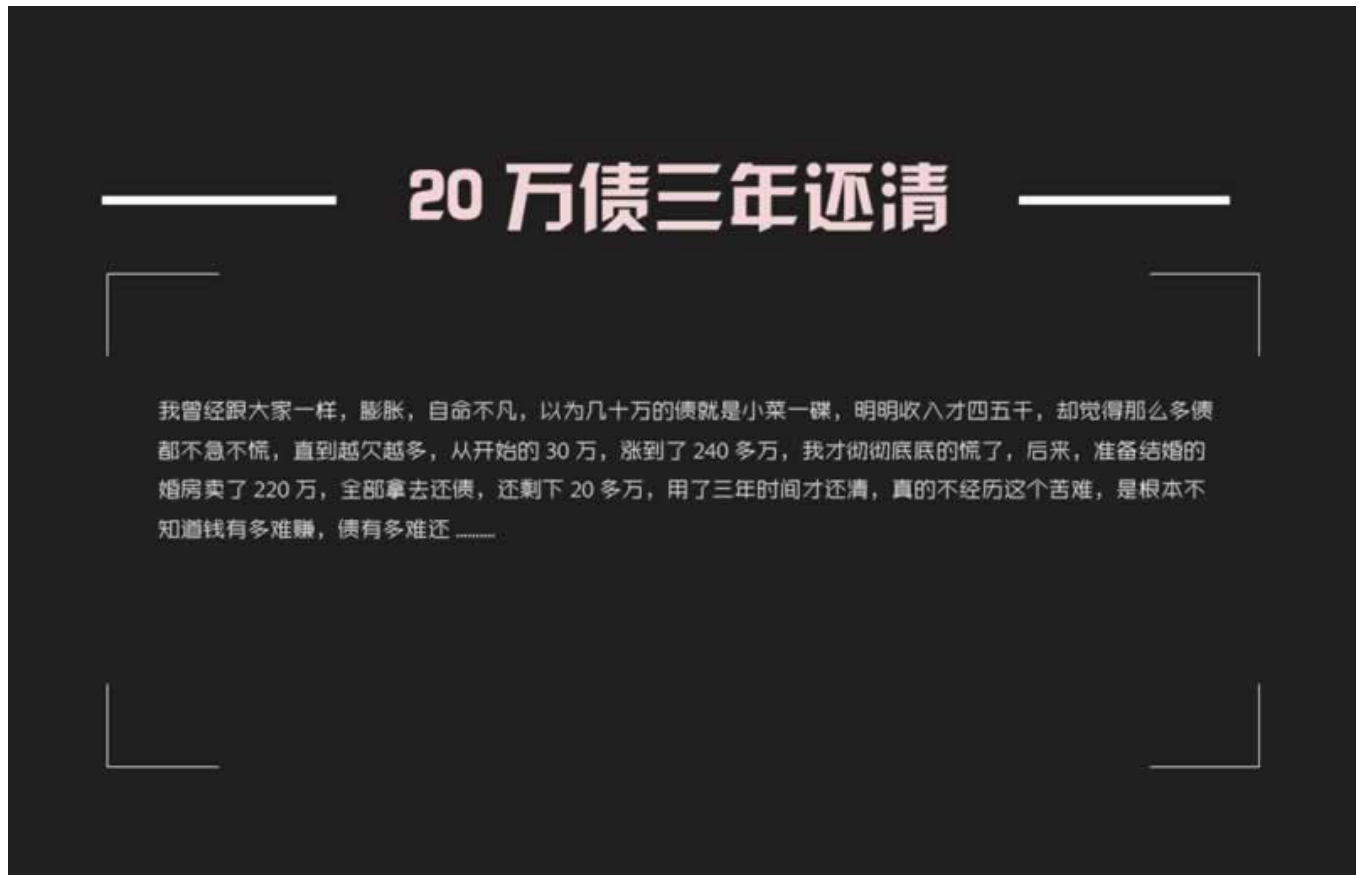 20 万债三年还清
我曾经跟大家一样，膨胀，自命不凡，以为几十万的债就是小菜一碟，明明收入才四五千，却觉得那么多债
都不急不慌，直到越欠越多，从开始的 30 万，涨到了 240 多万，我才彻彻底底的慌了，后来，准备结婚的
婚房卖了 220 万，全部拿去还债，还剩下 20 多万，用了三年时间才还清，真的不经历这个苦难，是根本不
知道钱有多难赚，债有多难还 ..........